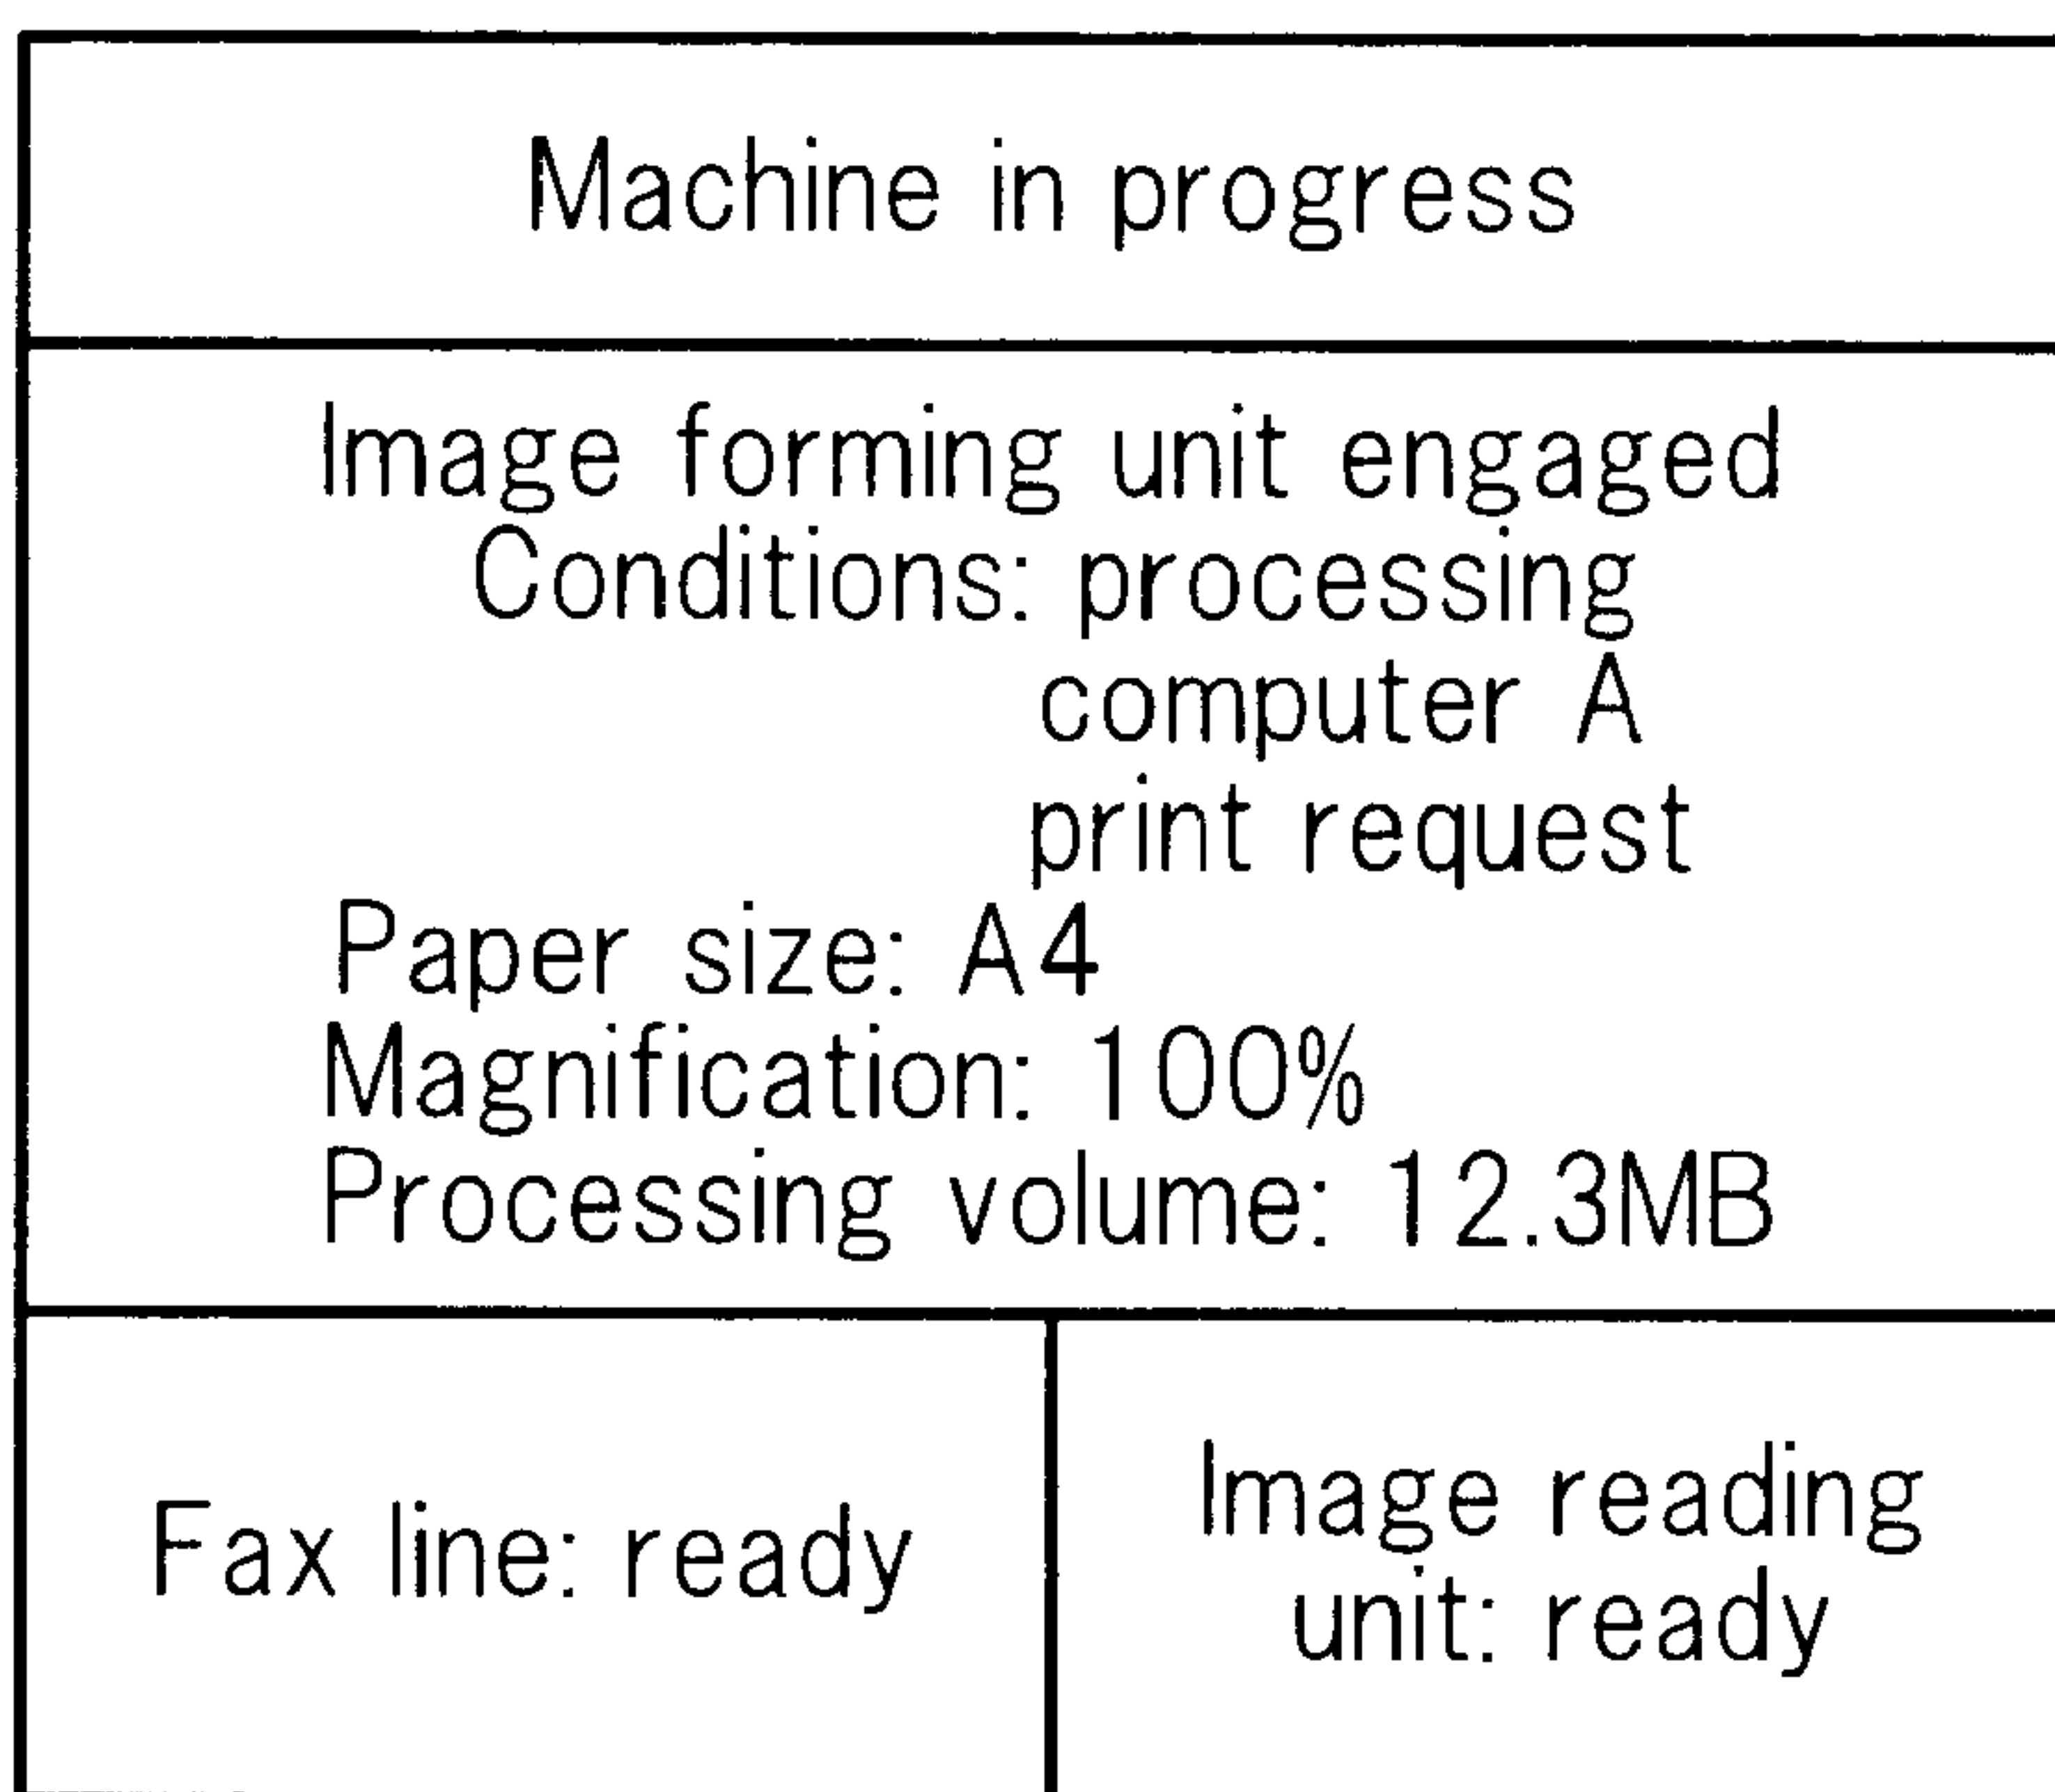 Machine in progress
Image forming unit engaged
Conditions: processing
computer A
print request
Paper size: A4
Magnification: 100%
Processing volume: 12.3MB
Fax line: ready
Image reading
unit: ready